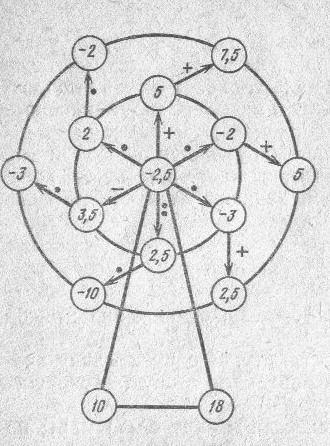 -2 7,5
•
+
5
2 • + • -2 +
-3 • − -2,5 • 5
3,5 : -3
2,5 +
•
-10 2,5
10 18